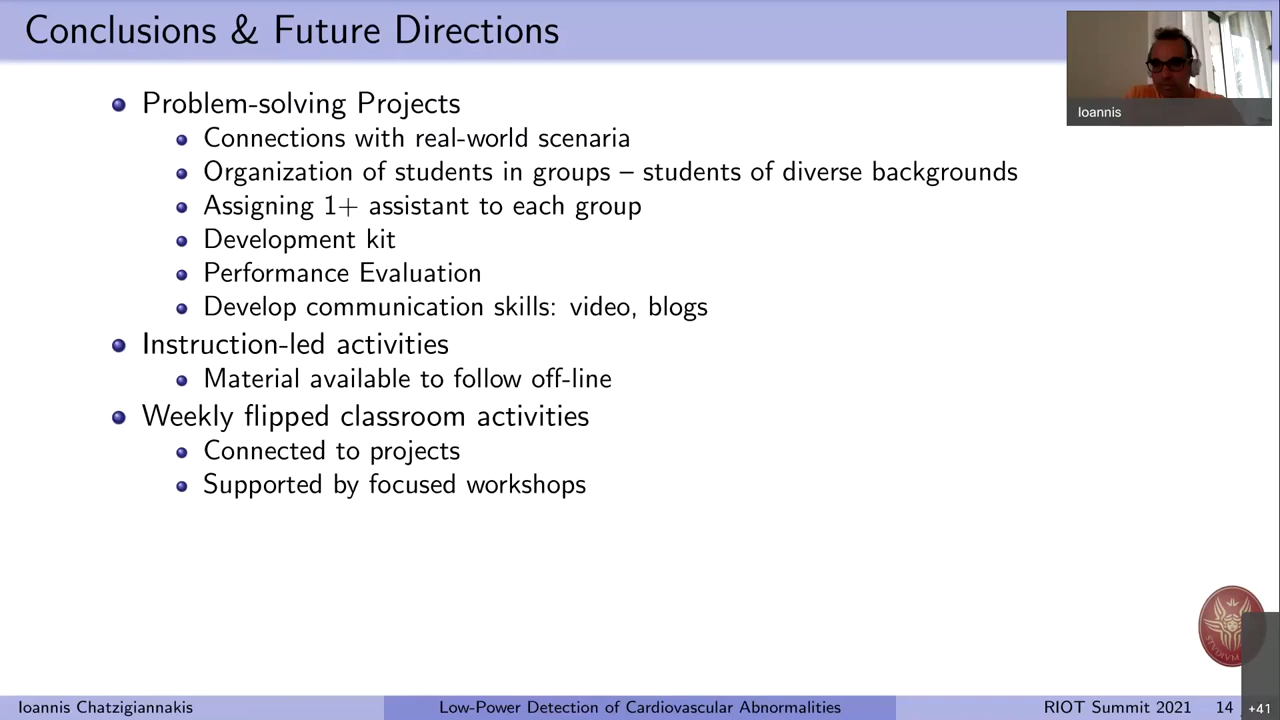 Conclusions & Future Directions
Ioannis
Problem-solving Projects
Connections with real-world scenaria
Organization of students in groups – students of diverse backgrounds
Assigning 1+ assistant to each group
Development kit
Performance Evaluation
Develop communication skills: video, blogs
Instruction-led activities
Material available to follow off-line
Weekly flipped classroom activities
Connected to projects
Supported by focused workshops
STVDIVM
Ioannis Chatzigiannakis Low-Power Detection of Cardiovascular Abnormalities RIOT Summit 2021 14 +41